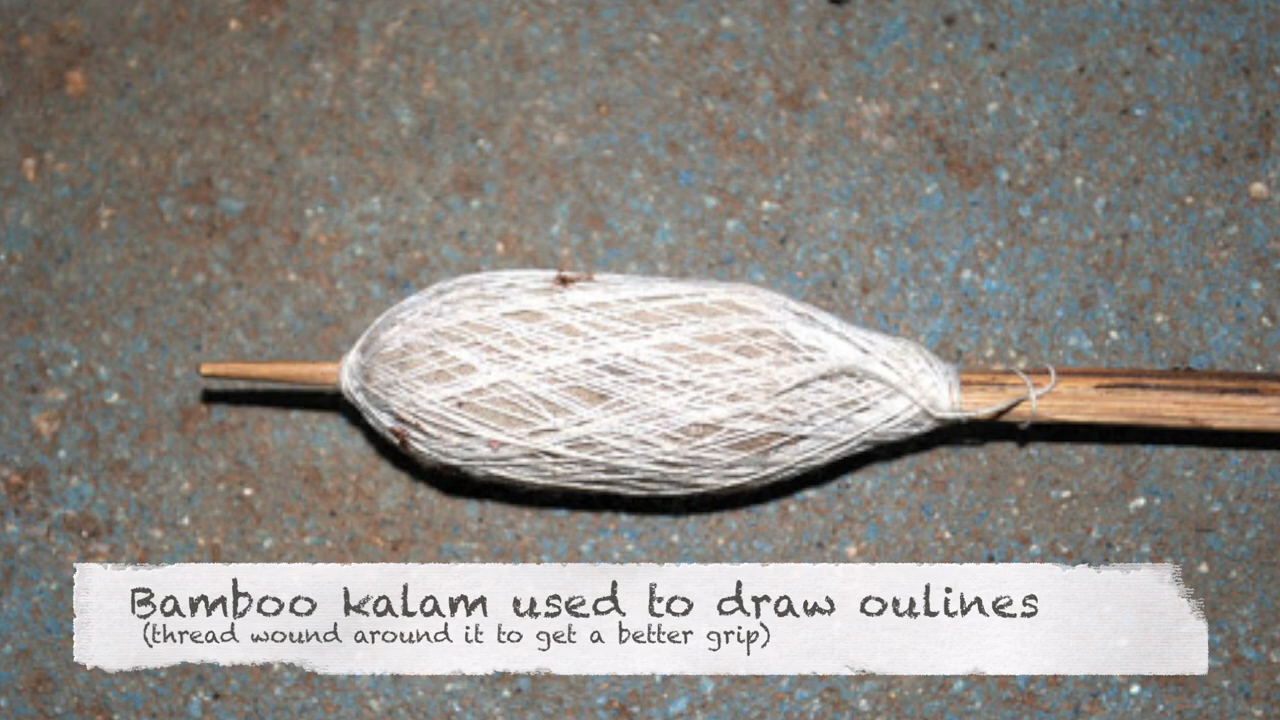 Bamboo kalam used to draw oulines
(thread wound around it to get a better grip)